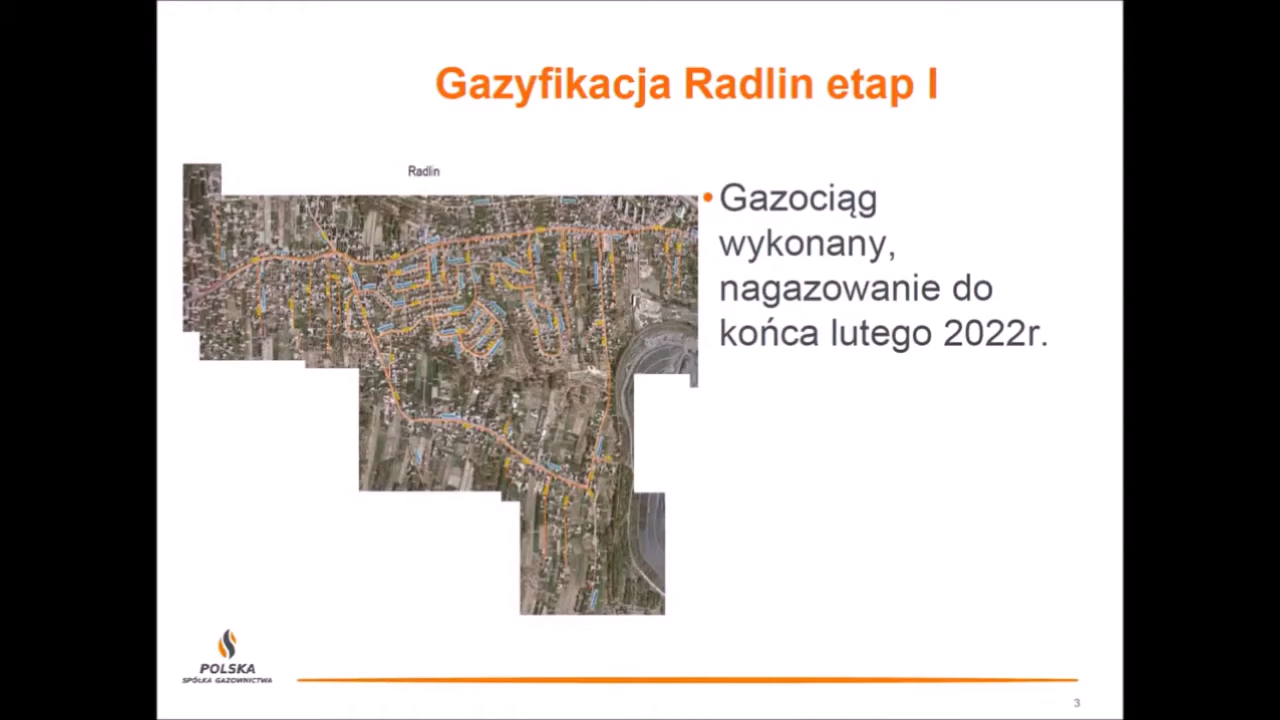 Gazyfikacja Radlin etap I
Radlin
•Gazociąg
wykonany,
nagazowanie do
końca lutego 2022r.
POLSKA
SPÓŁKA GAZOWNICTWA
3